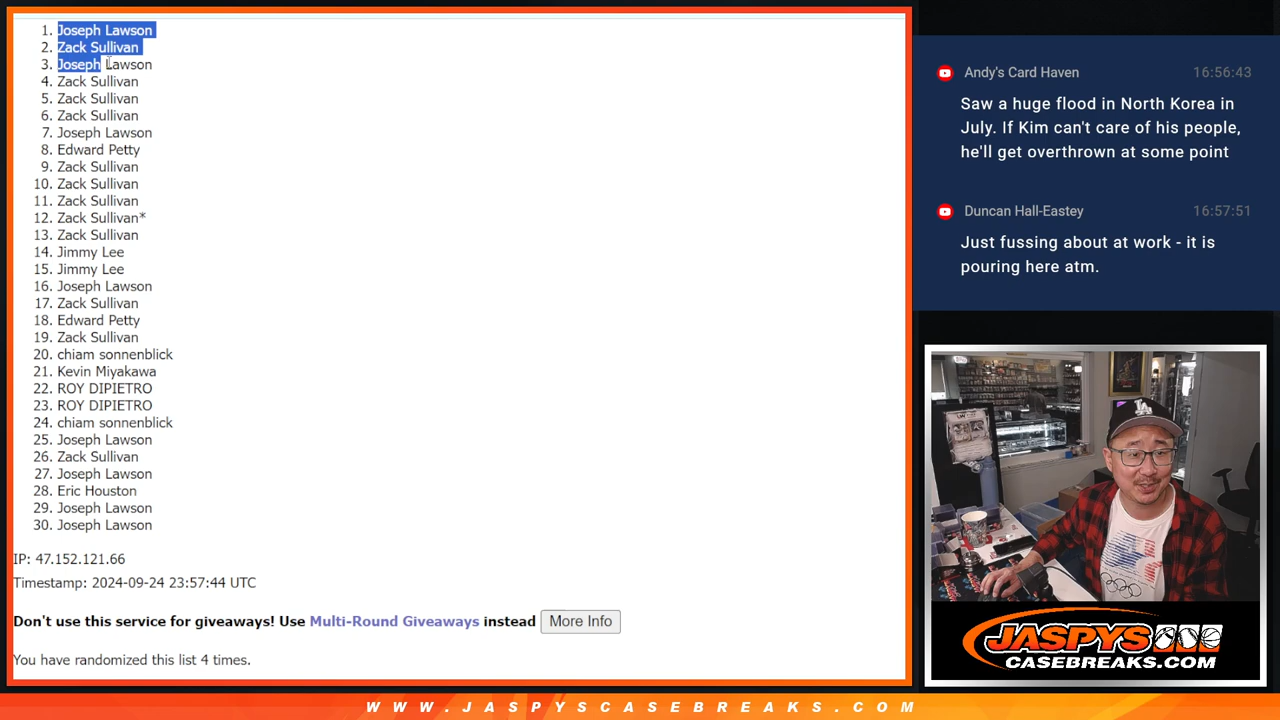 1. Joseph Lawson
2. Zack Sullivan
3. Joseph Lawson
4. Zack Sullivan
5. Zack Sullivan
6. Zack Sullivan
7. Joseph Lawson
8. Edward Petty
9. Zack Sullivan
10. Zack Sullivan
11. Zack Sullivan
12. Zack Sullivan*
13. Zack Sullivan
14. Jimmy Lee
15. Jimmy Lee
16. Joseph Lawson
17. Zack Sullivan
18. Edward Petty
19. Zack Sullivan
20. chiam sonnenblick
21. Kevin Miyakawa
22. ROY DIPIETRO
23. ROY DIPIETRO
24. chiam sonnenblick
25. Joseph Lawson
26. Zack Sullivan
27. Joseph Lawson
28. Eric Houston
29. Joseph Lawson
30. Joseph Lawson
IP: 47.152.121.66
Timestamp: 2024-09-24 23:57:44 UTC
Don't use this service for giveaways! Use Multi-Round Giveaways instead More Info
You have randomized this list 4 times.
Andy's Card Haven 16:56:43
Saw a huge flood in North Korea in
July. If Kim can't care of his people,
he'll get overthrown at some point
Duncan Hall-Eastey 16:57:51
Just fussing about at work - it is
pouring here atm.
LA
JASPYS
CASEBREAKS.COM
WWW.JASPYSCASEBREAKS.COM